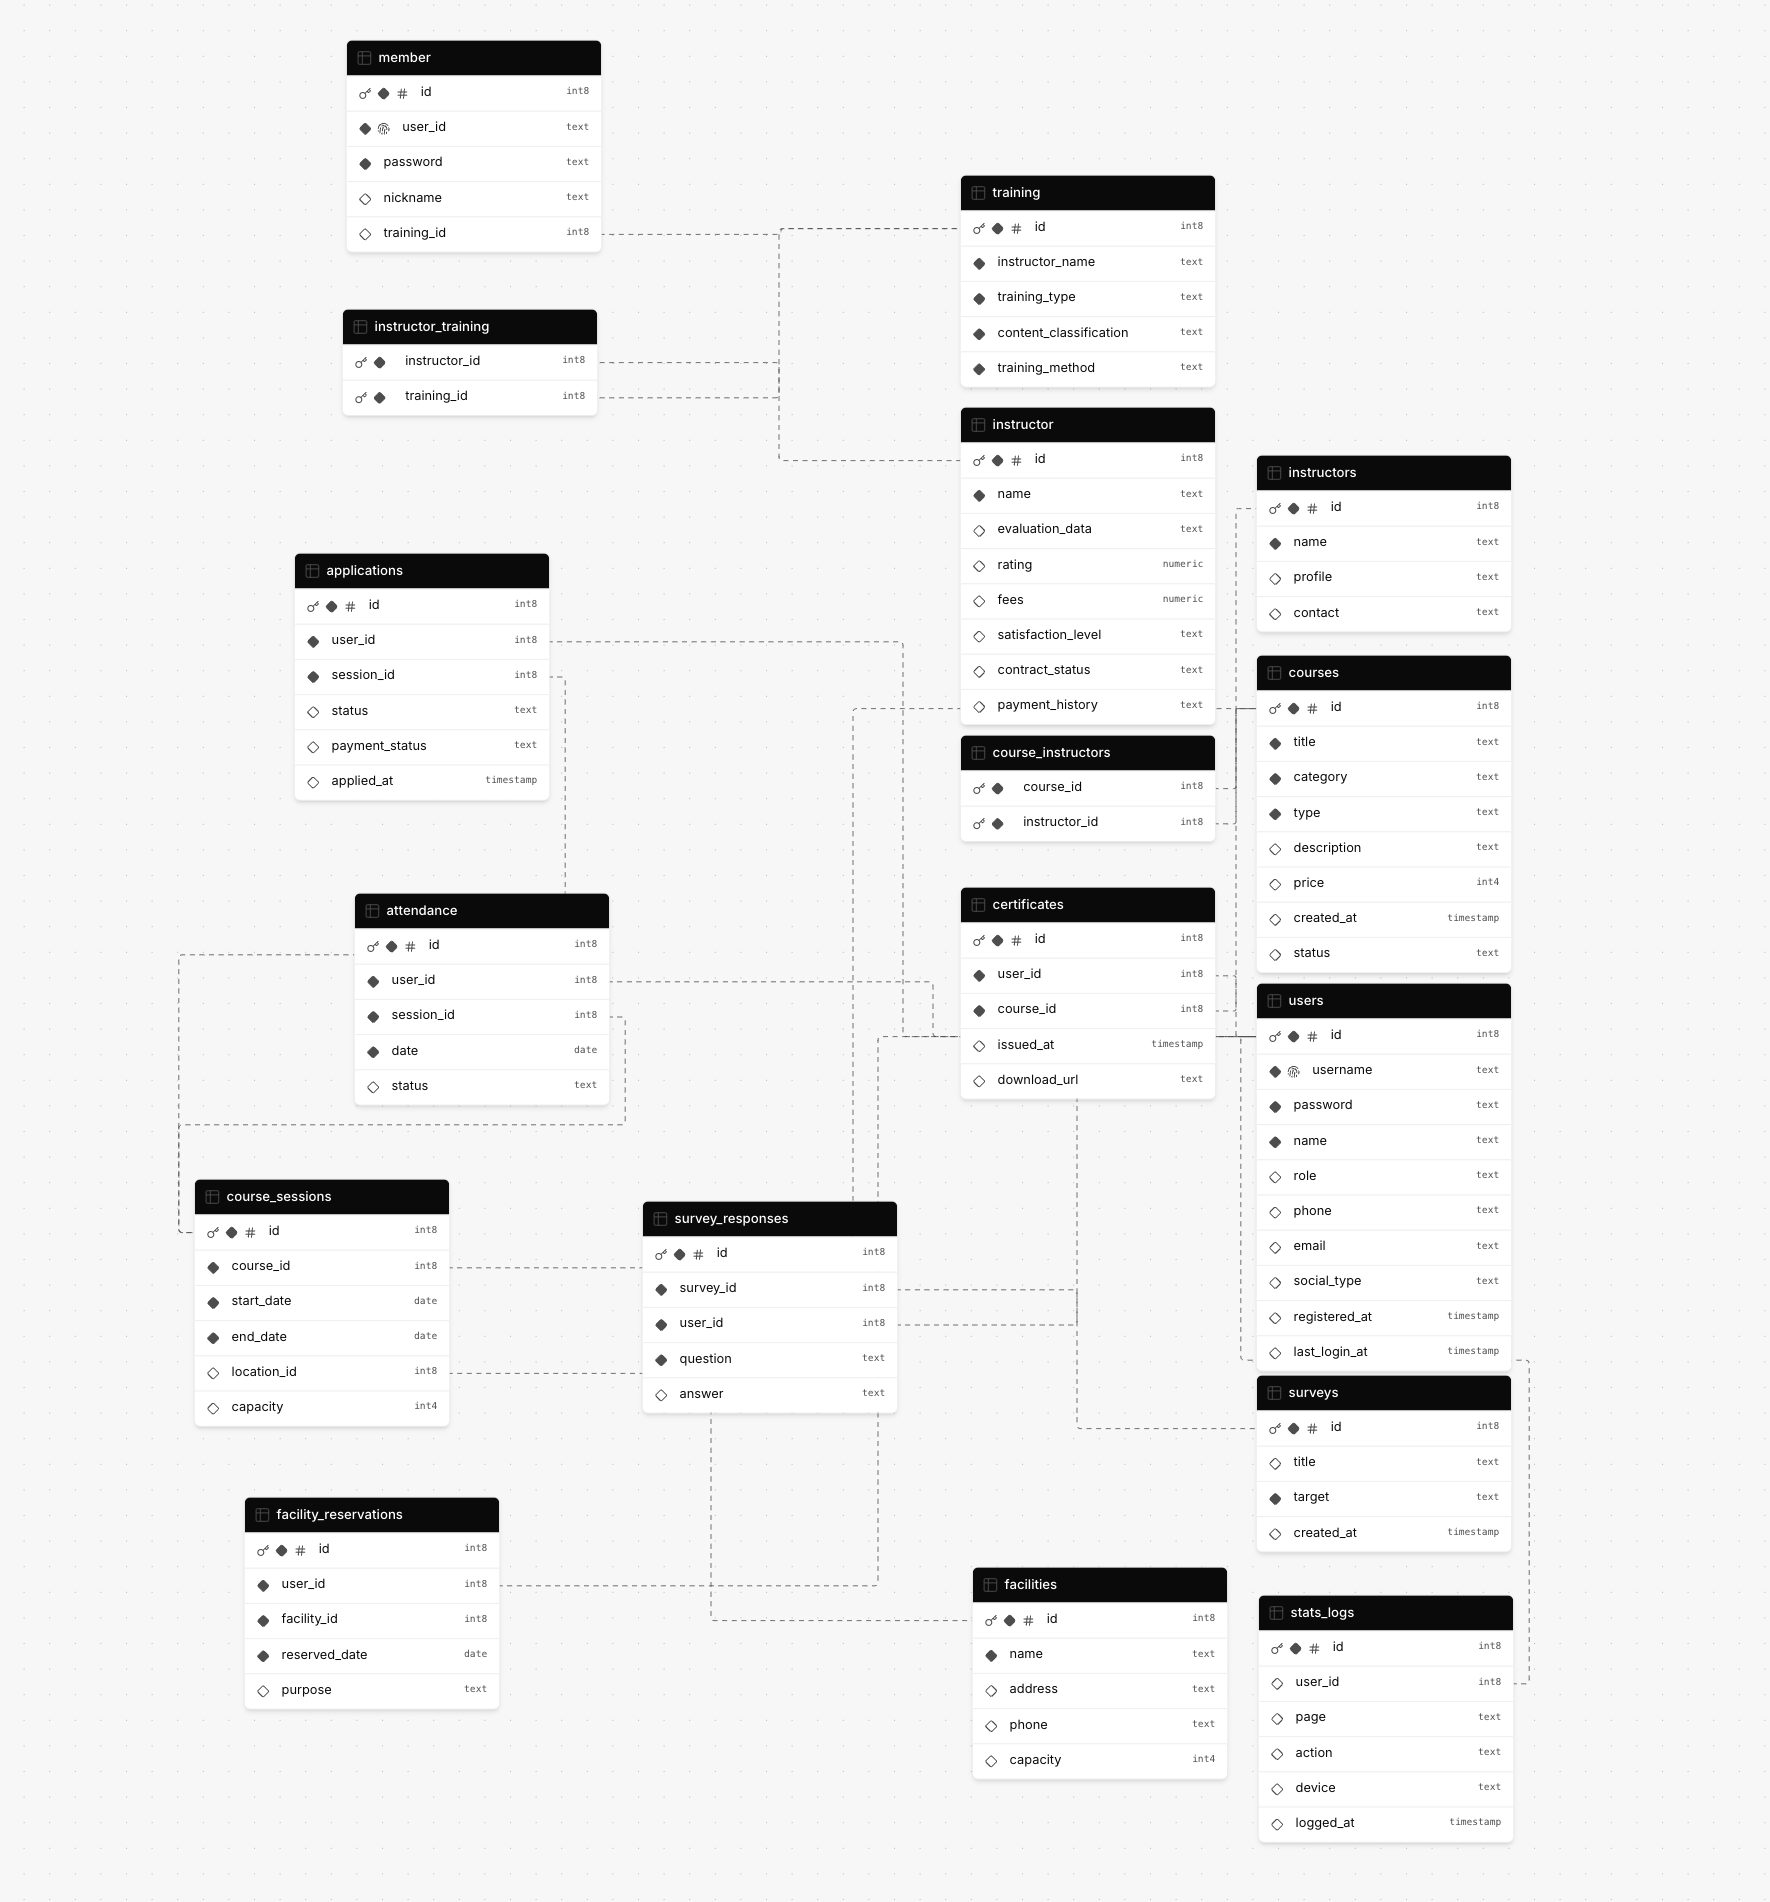 member
id int8
user_id text
password text
nickname text
training_id int8
training
id int8
instructor_name text
training_type text
content_classification text
training_method text
instructor_training
instructor_id int8
training_id int8
instructor
id int8
name text
evaluation_data text
rating numeric
fees numeric
satisfaction_level text
contract_status text
payment_history text
instructors
id int8
name text
profile text
contact text
applications
id int8
user_id int8
session_id int8
status text
payment_status text
applied_at timestamp
courses
id int8
title text
category text
type text
description text
price int4
created_at timestamp
status text
course_instructors
course_id int8
instructor_id int8
attendance
id int8
user_id int8
session_id int8
date date
status text
certificates
id int8
user_id int8
course_id int8
issued_at timestamp
download_url text
users
id int8
username text
password text
name text
role text
phone text
email text
social_type text
registered_at timestamp
last_login_at timestamp
course_sessions
id int8
course_id int8
start_date date
end_date date
location_id int8
capacity int4
survey_responses
id int8
survey_id int8
user_id int8
question text
answer text
surveys
id int8
title text
target text
created_at timestamp
facility_reservations
id int8
user_id int8
facility_id int8
reserved_date date
purpose text
facilities
id int8
name text
address text
phone text
capacity int4
stats_logs
id int8
user_id int8
page text
action text
device text
logged_at timestamp